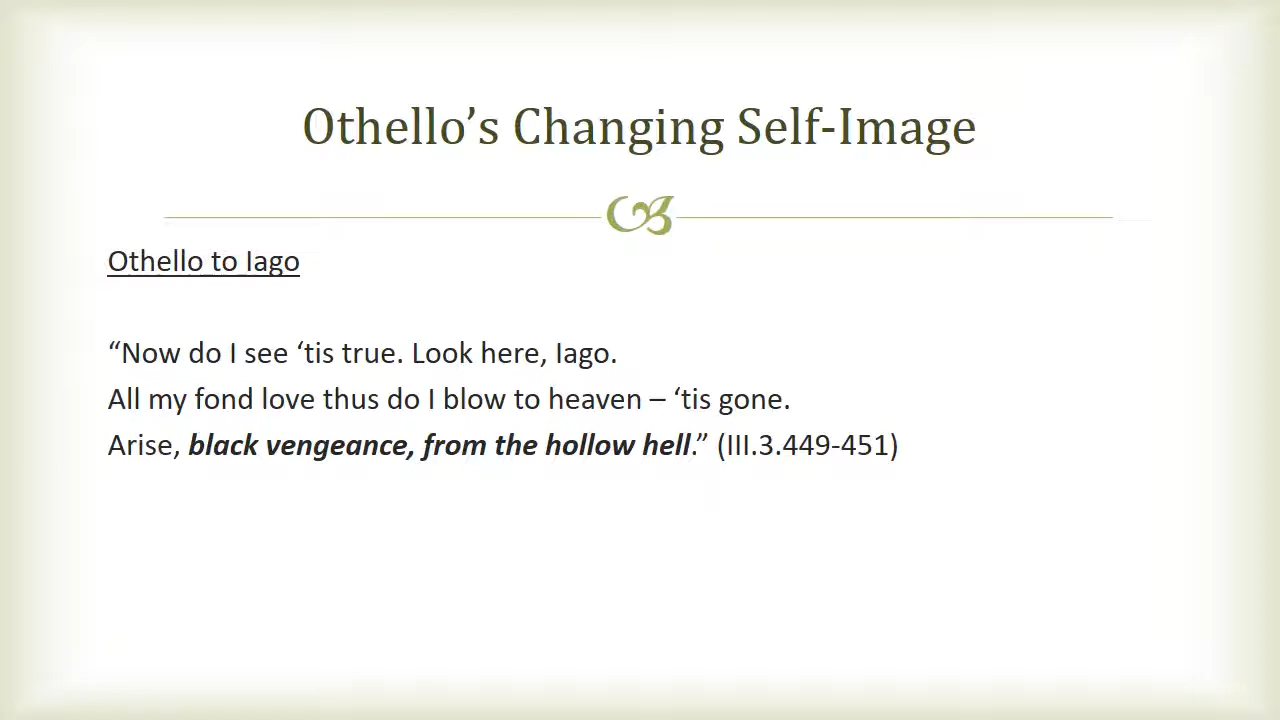 Othello’s Changing Self-Image
Othello to Iago
“Now do I see ‘tis true. Look here, Iago.
All my fond love thus do I blow to heaven – ‘tis gone.
Arise, black vengeance, from the hollow hell.” (III.3.449-451)